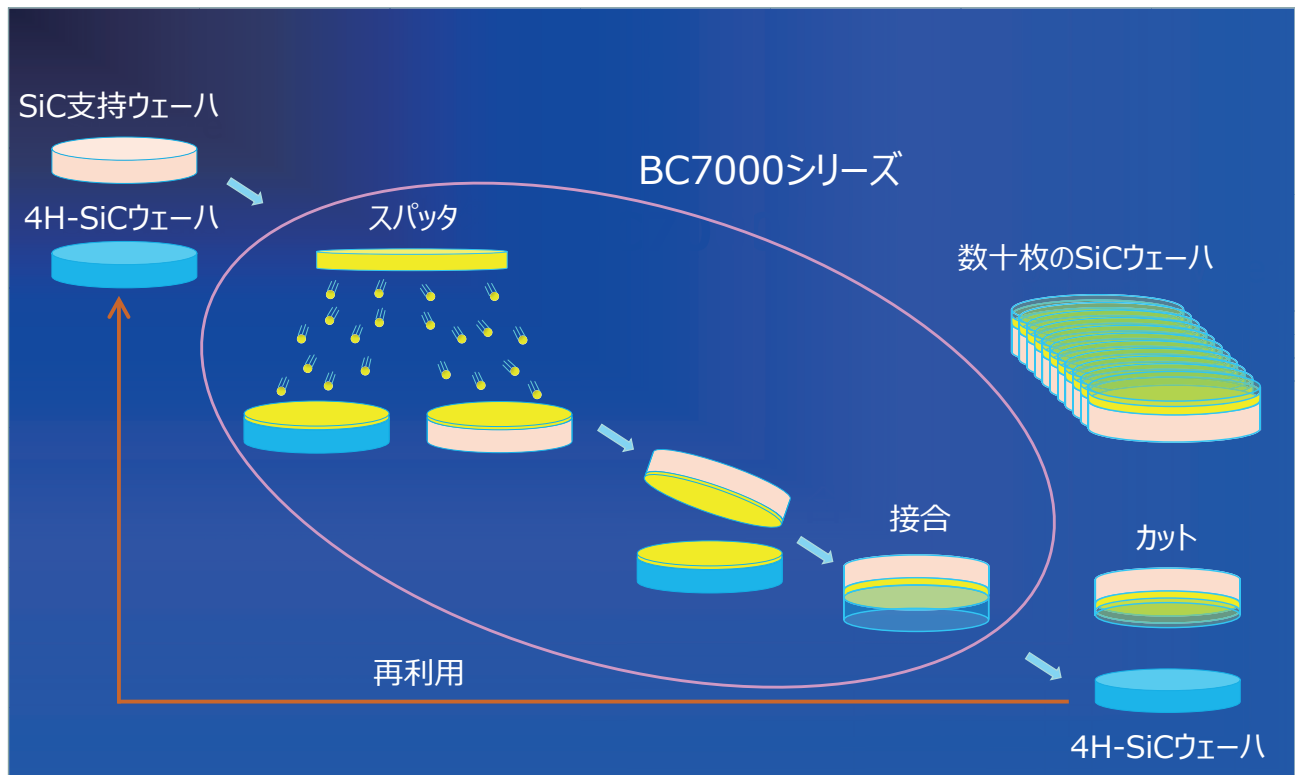 SiC支持ウェーハ
4H-SiCウェーハ
BC7000シリーズ
スパッタ
数十枚のSiCウェーハ
接合
カット
再利用
4H-SiCウェーハ